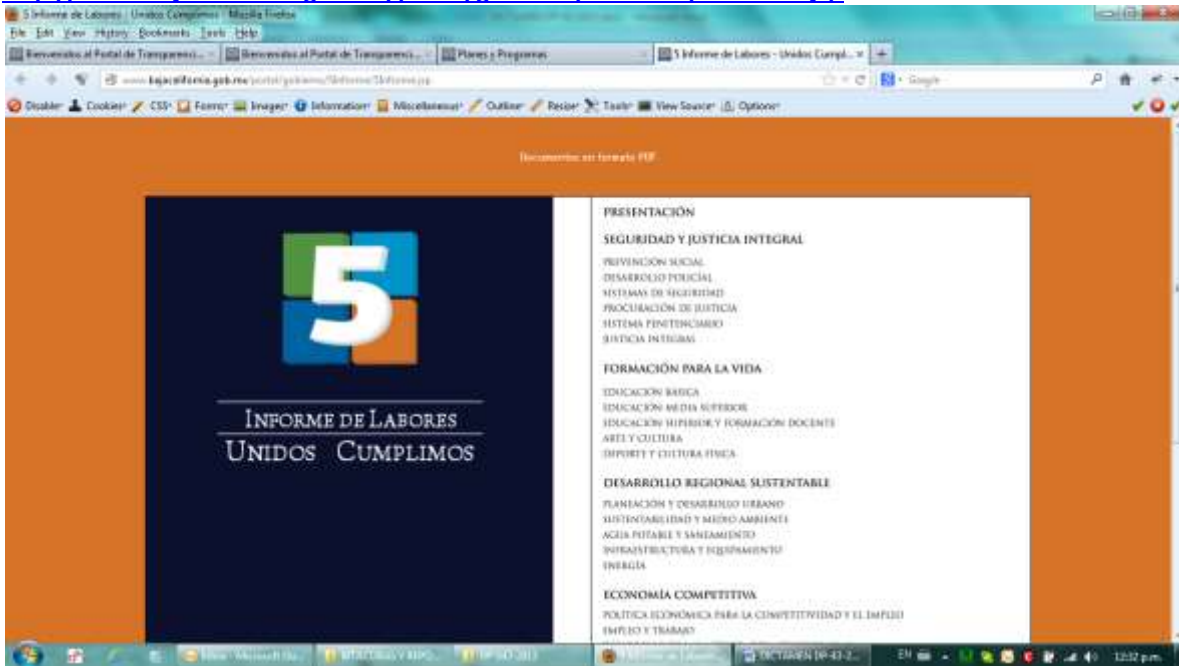 5 Informe de Labores - Unidos Cumplimos - Mozilla Firefox
File Edit View History Bookmarks Tools Help
Bienvenidos al Portal de Transparenci...
Bienvenidos al Portal de Transparenci...
Planes y Programas
5 Informe de Labores - Unidos Cumpl...
www.bajacalifornia.gob.mx/portal/gobierno/5informe/5informe.jsp
Google
Disable Cookies CSS Forms Images Information Miscellaneous Outline Resize Tools View Source Options
Documentos en formato PDF
5
INFORME DE LABORES
UNIDOS CUMPLIMOS
PRESENTACIÓN
SEGURIDAD Y JUSTICIA INTEGRAL
PREVENCIÓN SOCIAL
DESARROLLO POLICIAL
SISTEMAS DE SEGURIDAD
PROCURACIÓN DE JUSTICIA
SISTEMA PENITENCIARIO
JUSTICIA INTEGRAL
FORMACIÓN PARA LA VIDA
EDUCACIÓN BÁSICA
EDUCACIÓN MEDIA SUPERIOR
EDUCACIÓN SUPERIOR Y FORMACIÓN DOCENTE
ARTE Y CULTURA
DEPORTE Y CULTURA FÍSICA
DESARROLLO REGIONAL SUSTENTABLE
PLANEACIÓN Y DESARROLLO URBANO
SUSTENTABILIDAD Y MEDIO AMBIENTE
AGUA POTABLE Y SANEAMIENTO
INFRAESTRUCTURA Y EQUIPAMIENTO
ENERGÍA
ECONOMÍA COMPETITIVA
POLÍTICA ECONÓMICA PARA LA COMPETITIVIDAD Y EL EMPLEO
EMPLEO Y TRABAJO
EN
12:02 p.m.